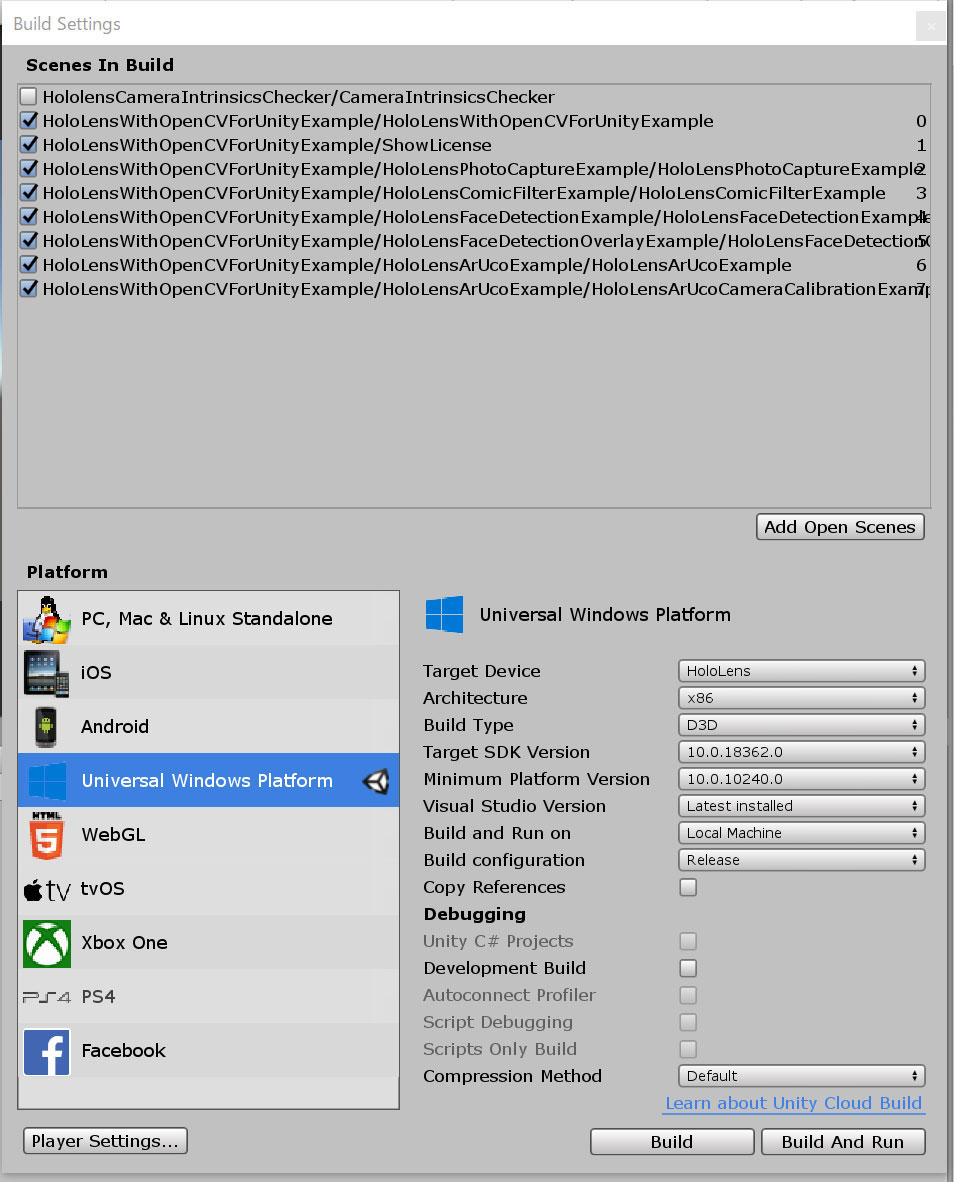 Build Settings
Scenes In Build
HololensCameraIntrinsicsChecker/CameraIntrinsicsChecker
HoloLensWithOpenCVForUnityExample/HoloLensWithOpenCVForUnityExample 0
HoloLensWithOpenCVForUnityExample/ShowLicense 1
HoloLensWithOpenCVForUnityExample/HoloLensPhotoCaptureExample/HoloLensPhotoCaptureExample 2
HoloLensWithOpenCVForUnityExample/HoloLensComicFilterExample/HoloLensComicFilterExample 3
HoloLensWithOpenCVForUnityExample/HoloLensFaceDetectionExample/HoloLensFaceDetectionExample 4
HoloLensWithOpenCVForUnityExample/HoloLensFaceDetectionOverlayExample/HoloLensFaceDetectionO 5
HoloLensWithOpenCVForUnityExample/HoloLensArUcoExample/HoloLensArUcoExample 6
HoloLensWithOpenCVForUnityExample/HoloLensArUcoExample/HoloLensArUcoCameraCalibrationExamp 7
Add Open Scenes
Platform
PC, Mac & Linux Standalone
iOS
Android
Universal Windows Platform
HTML
5
WebGL
tv tvOS
Xbox One
PS4 PS4
f Facebook
Universal Windows Platform
Target Device HoloLens
Architecture x86
Build Type D3D
Target SDK Version 10.0.18362.0
Minimum Platform Version 10.0.10240.0
Visual Studio Version Latest installed
Build and Run on Local Machine
Build configuration Release
Copy References
Debugging
Unity C# Projects
Development Build
Autoconnect Profiler
Script Debugging
Scripts Only Build
Compression Method Default
Learn about Unity Cloud Build
Player Settings...
Build
Build And Run